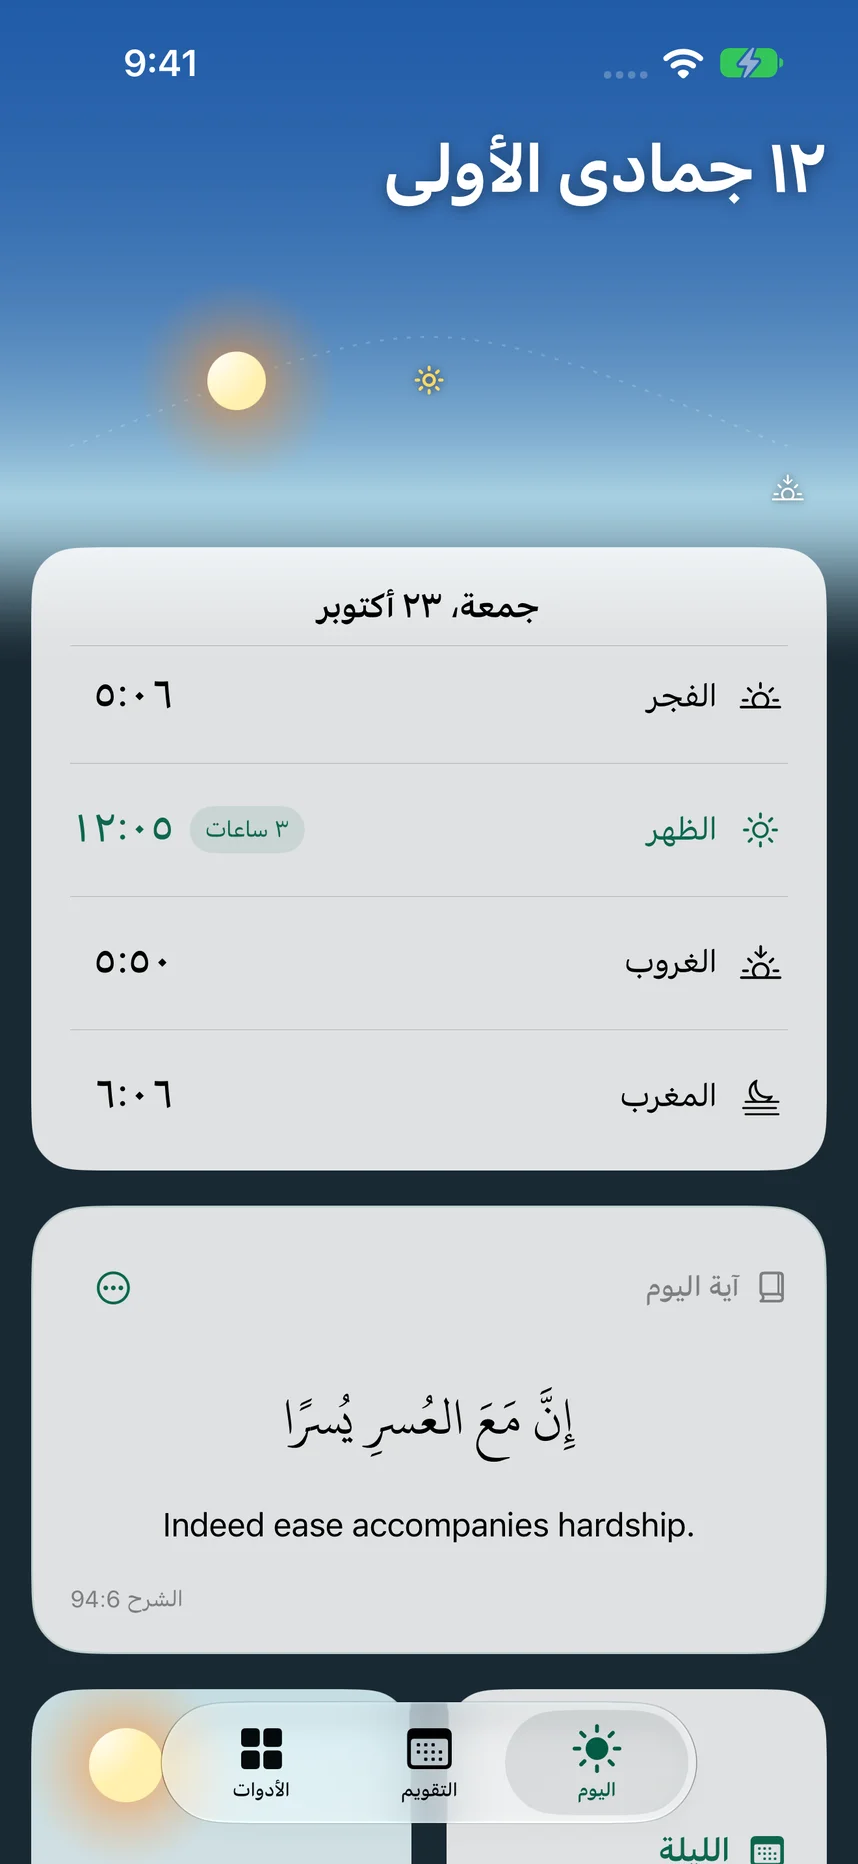 9:41
١٢ جمادى الأولى
جمعة، ٢٣ أكتوبر
الفجر ٥:٠٦
الظهر ٣ ساعات ١٢:٠٥
الغروب ٥:٥٠
المغرب ٦:٠٦
آية اليوم
إِنَّ مَعَ العُسرِ يُسرًا
Indeed ease accompanies hardship.
الشرح 94:6
اليوم التقويم الأدوات
الليلة